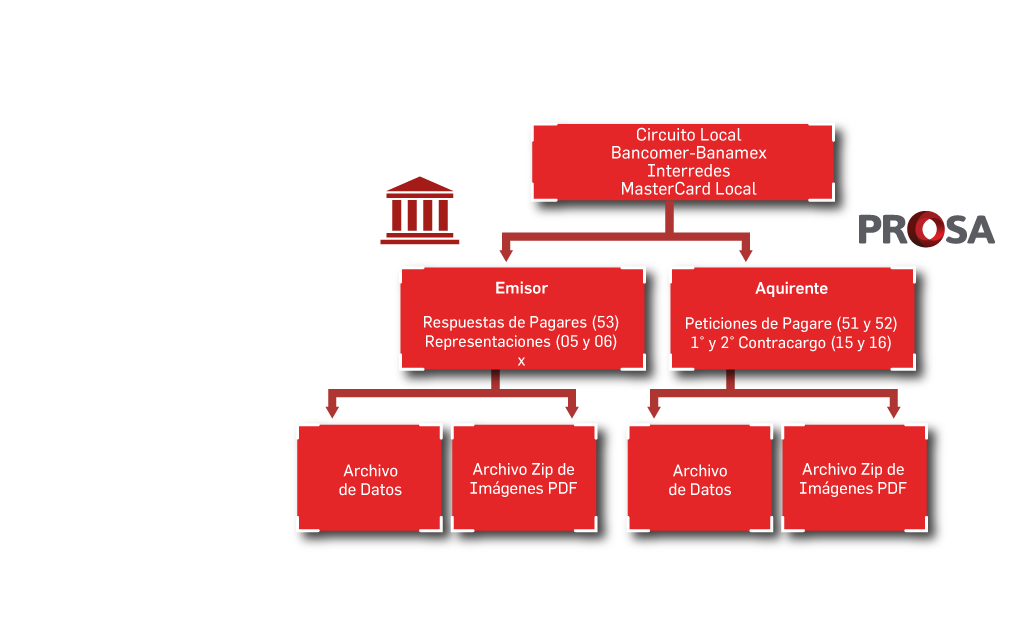 Circuito Local
Bancomer-Banamex
Interredes
MasterCard Local
PROSA
Emisor
Respuestas de Pagares (53)
Representaciones (05 y 06)
x
Aquirente
Peticiones de Pagare (51 y 52)
1° y 2° Contracargo (15 y 16)
Archivo
de Datos
Archivo Zip de
Imágenes PDF
Archivo
de Datos
Archivo Zip de
Imágenes PDF